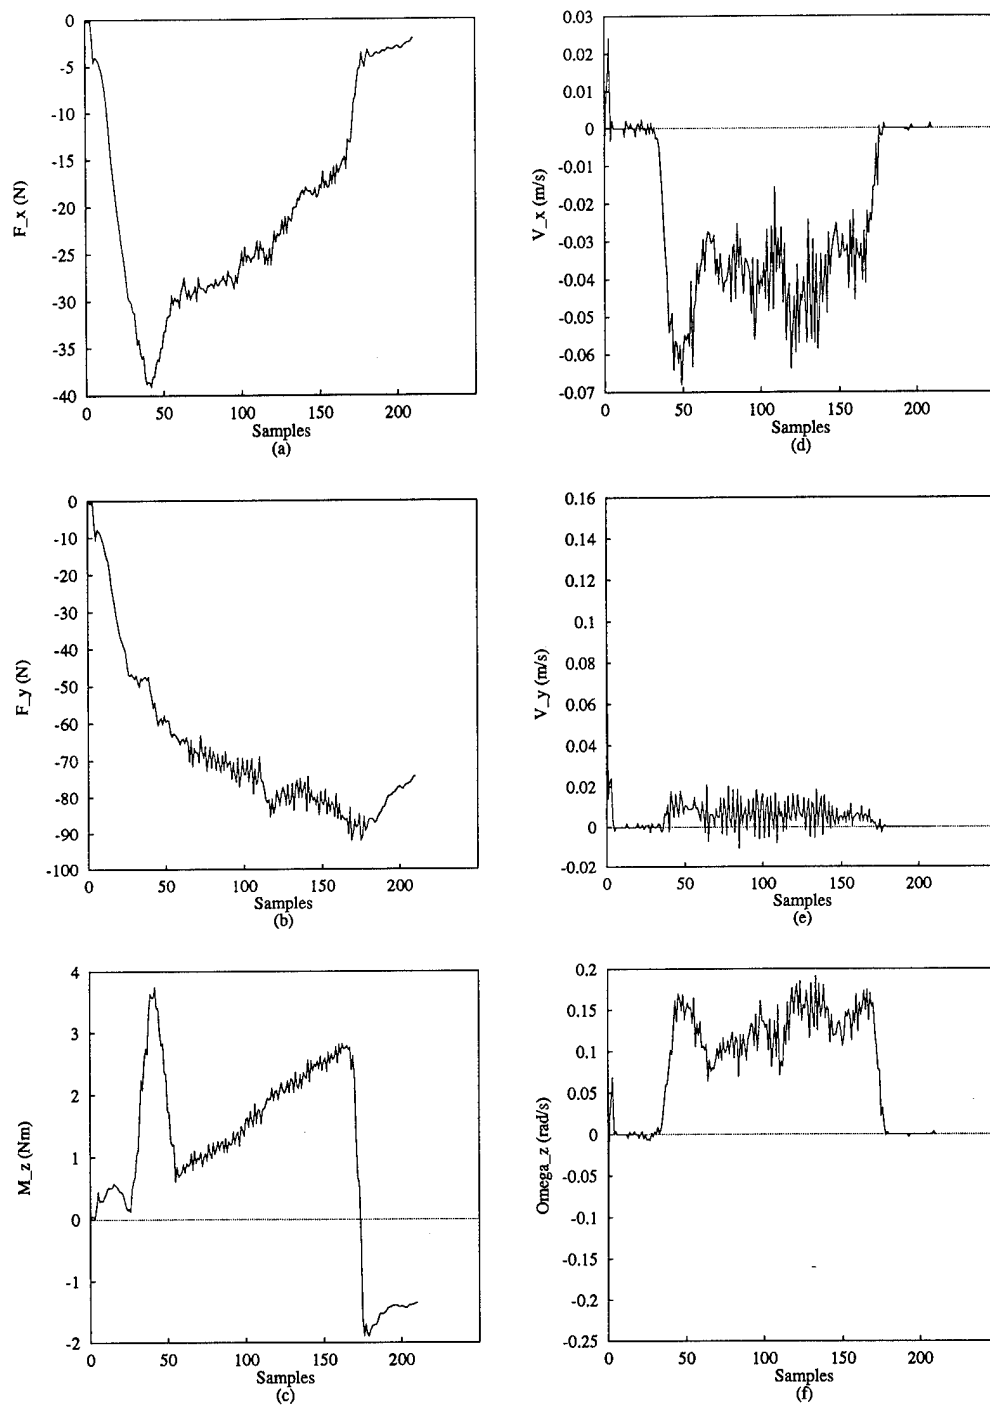 0
-5
-10
-15
-20
-25
-30
-35
-40
F_x (N)
0 50 100 150 200
Samples
(a)
0.03
0.02
0.01
0
-0.01
-0.02
-0.03
-0.04
-0.05
-0.06
-0.07
V_x (m/s)
0 50 100 150 200
Samples
(d)
0
-10
-20
-30
-40
-50
-60
-70
-80
-90
-100
F_y (N)
0 50 100 150 200
Samples
(b)
0.16
0.14
0.12
0.1
0.08
0.06
0.04
0.02
0
-0.02
V_y (m/s)
0 50 100 150 200
Samples
(e)
4
3
2
1
0
-1
-2
M_z (Nm)
0 50 100 150 200
Samples
(c)
0.2
0.15
0.1
0.05
0
-0.05
-0.1
-0.15
-0.2
-0.25
Omega_z (rad/s)
0 50 100 150 200
Samples
(f)